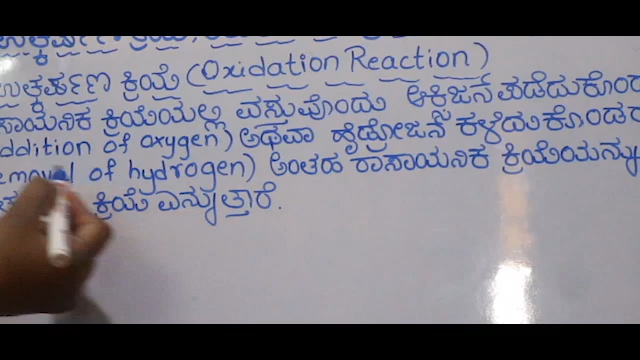 ಉತ್ಕರ್ಷಣ ಕ್ರಿಯೆ (Oxidation Reaction)
ಸಾಯನಿಕ ಕ್ರಿಯೆಯಲ್ಲಿ ವಸ್ತುವೊಂದು ಆಕ್ಸಿಜನ್ ಪಡೆದುಕೊಂಡ
ddition of oxygen) ಅಥವಾ ಹೈಡ್ರೋಜನ್ ಕಳೆದುಕೊಂಡರ
emoval of hydrogen) ಅಂತಹ ರಾಸಾಯನಿಕ ಕ್ರಿಯೆಯನ್ನು
ಕ್ರಿಯೆ ಎನ್ನುತ್ತಾರೆ.